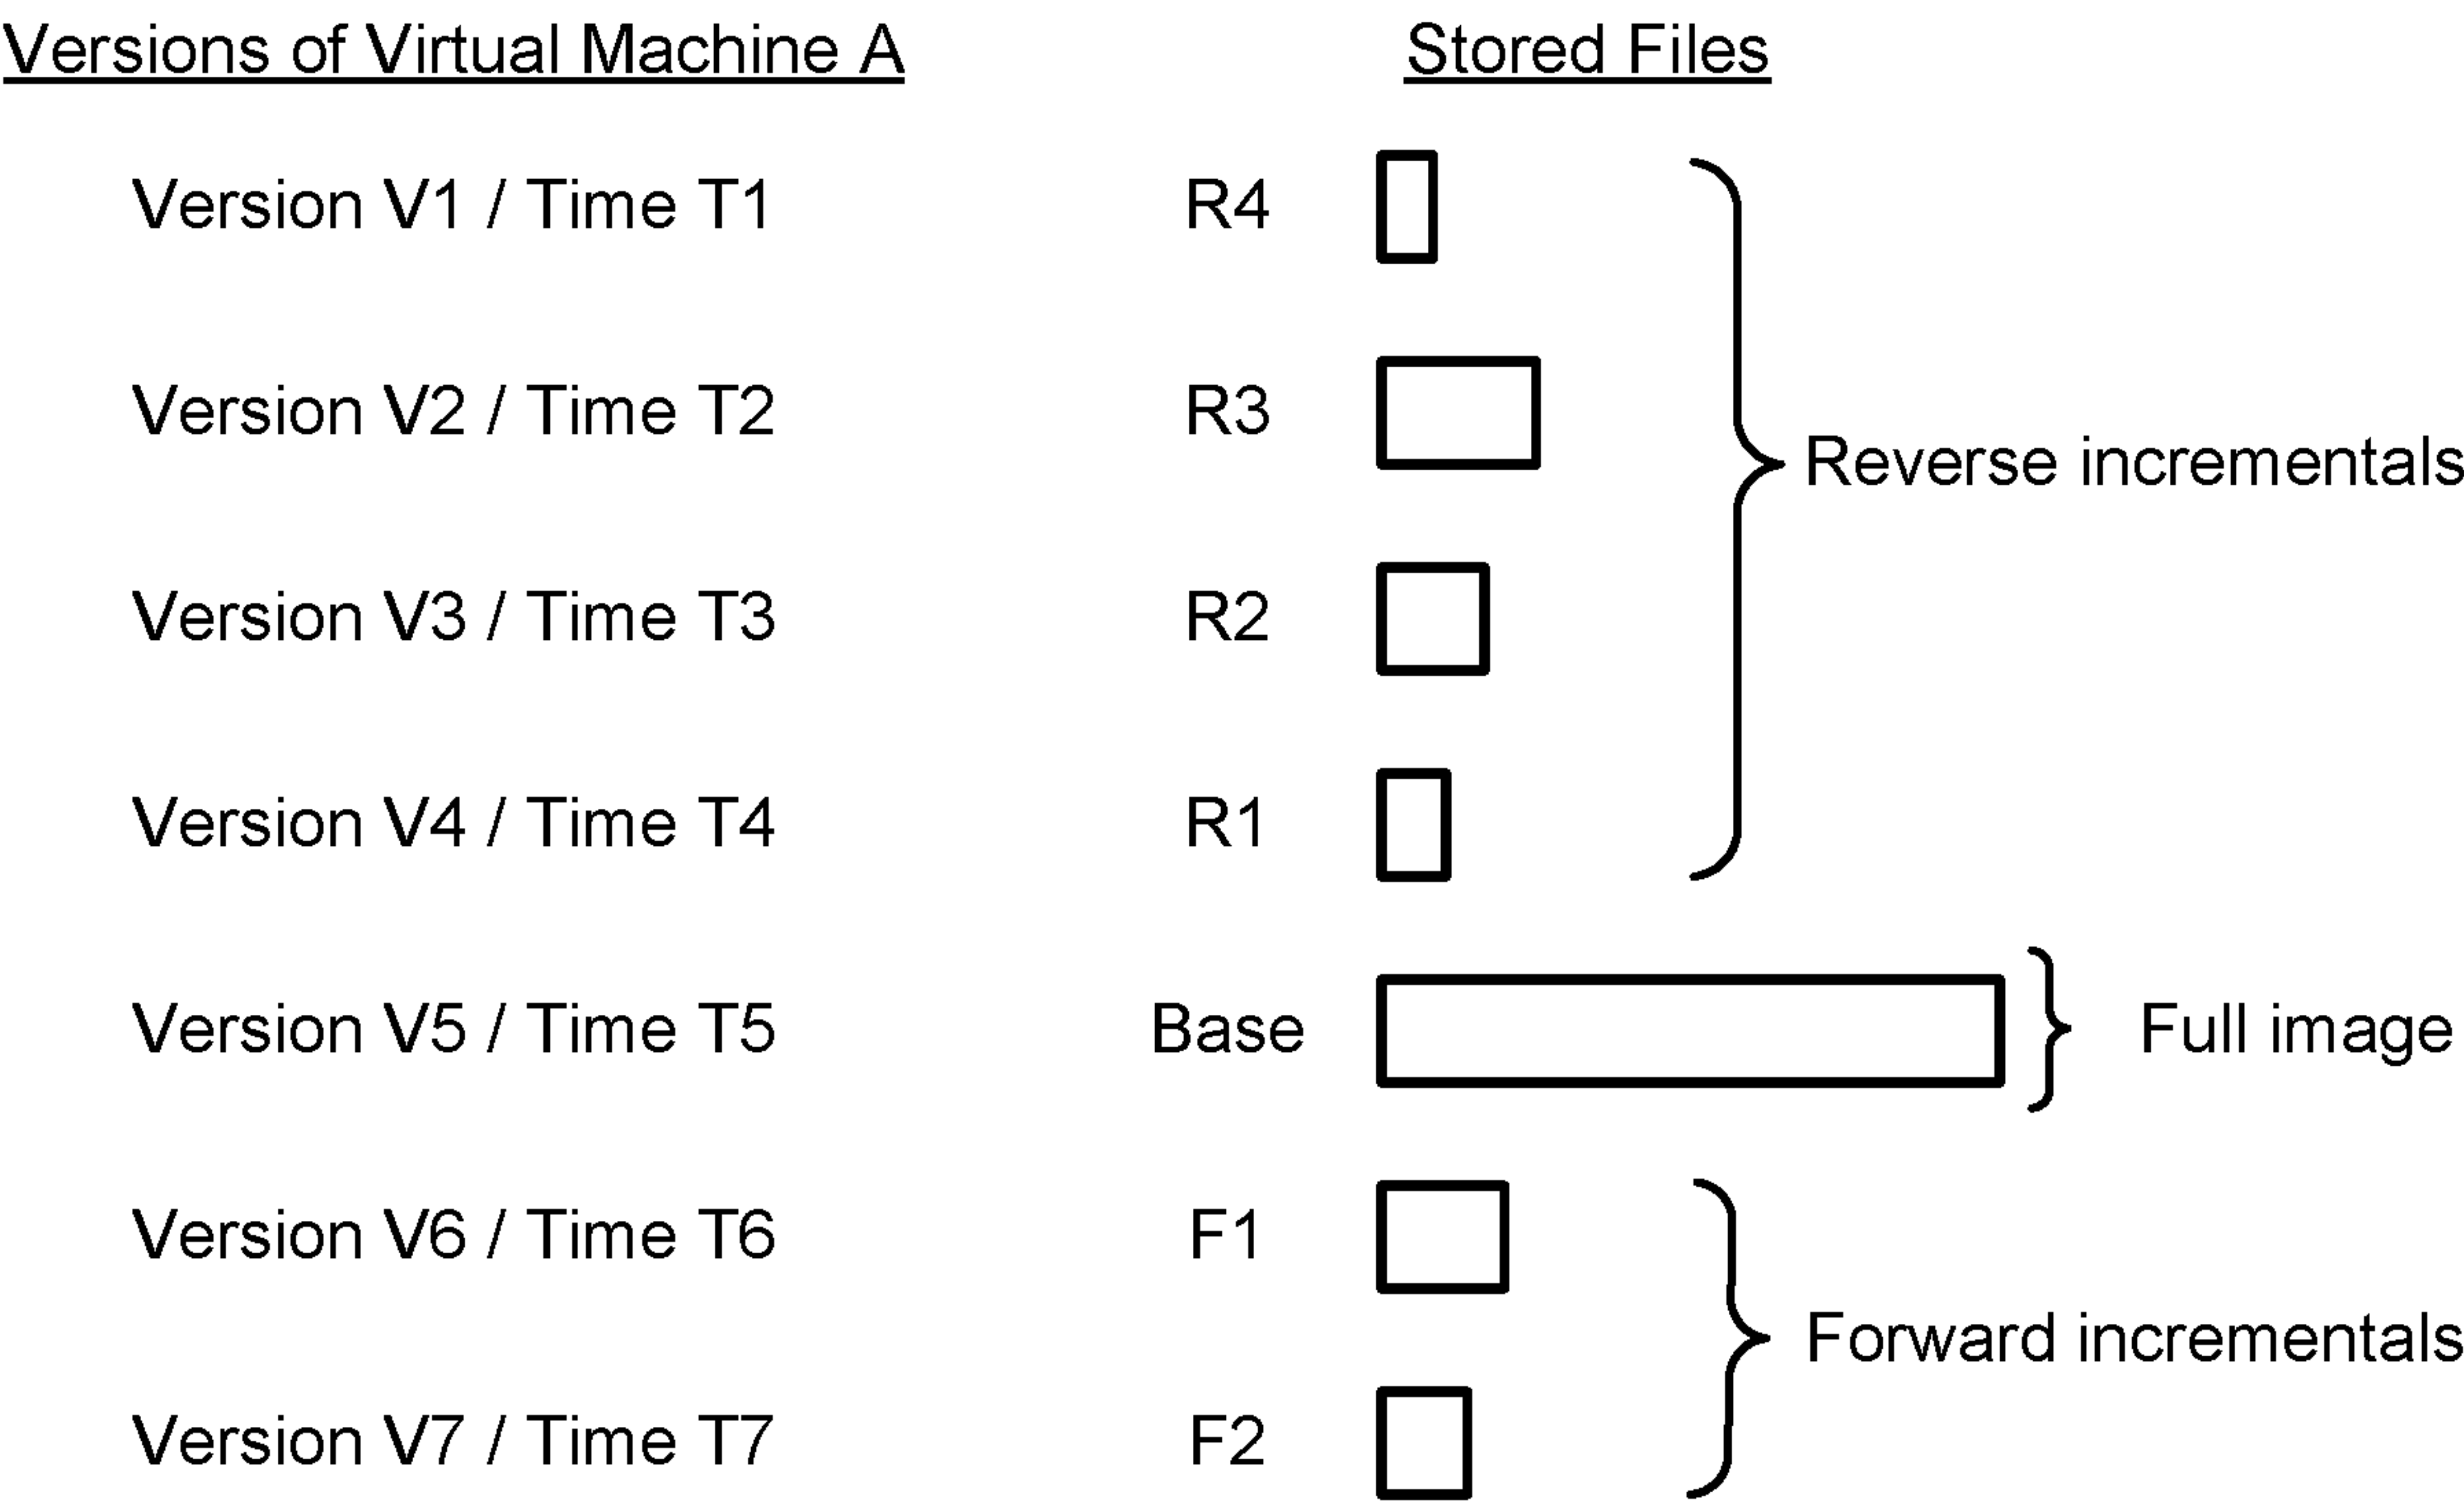 Versions of Virtual Machine A Stored Files
Version V1 / Time T1 R4
Version V2 / Time T2 R3
Reverse incrementals
Version V3 / Time T3 R2
Version V4 / Time T4 R1
Version V5 / Time T5 Base Full image
Version V6 / Time T6 F1
Forward incrementals
Version V7 / Time T7 F2